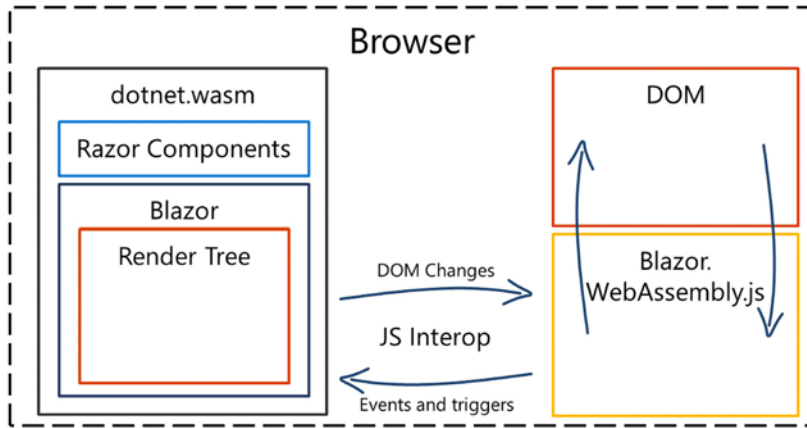 Browser
dotnet.wasm
Razor Components
Blazor
Render Tree
DOM Changes
JS Interop
Events and triggers
DOM
Blazor.
WebAssembly.js